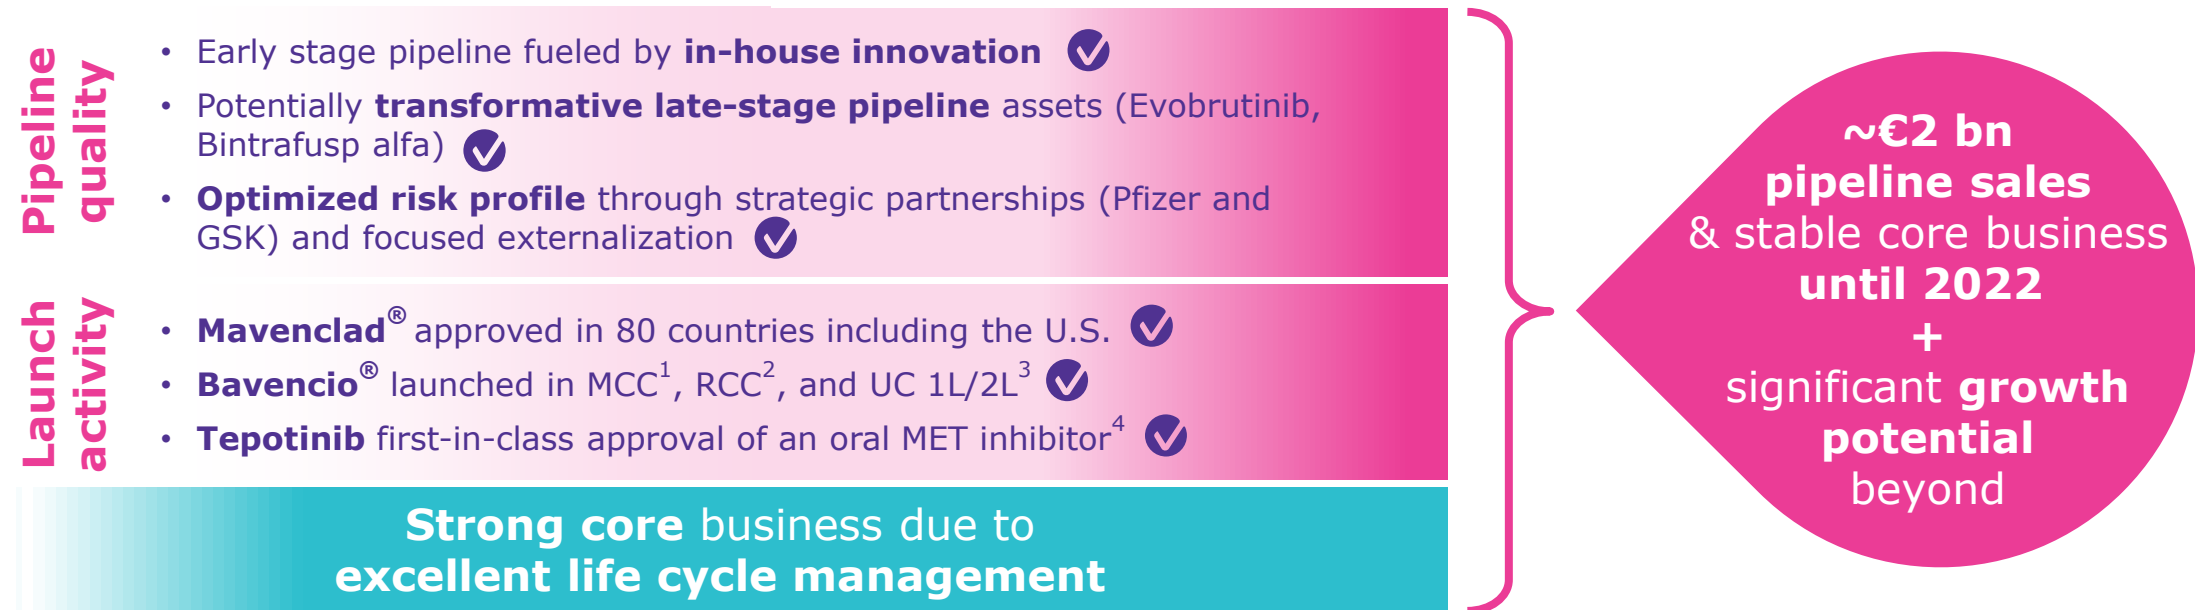 Pipeline
quality
• Early stage pipeline fueled by in-house innovation
• Potentially transformative late-stage pipeline assets (Evobrutinib,
Bintrafusp alfa)
• Optimized risk profile through strategic partnerships (Pfizer and
GSK) and focused externalization
Launch
activity
• Mavenclad® approved in 80 countries including the U.S.
• Bavencio® launched in MCC¹, RCC², and UC 1L/2L³
• Tepotinib first-in-class approval of an oral MET inhibitor⁴
Strong core business due to
excellent life cycle management
~€2 bn
pipeline sales
& stable core business
until 2022
+
significant growth
potential
beyond